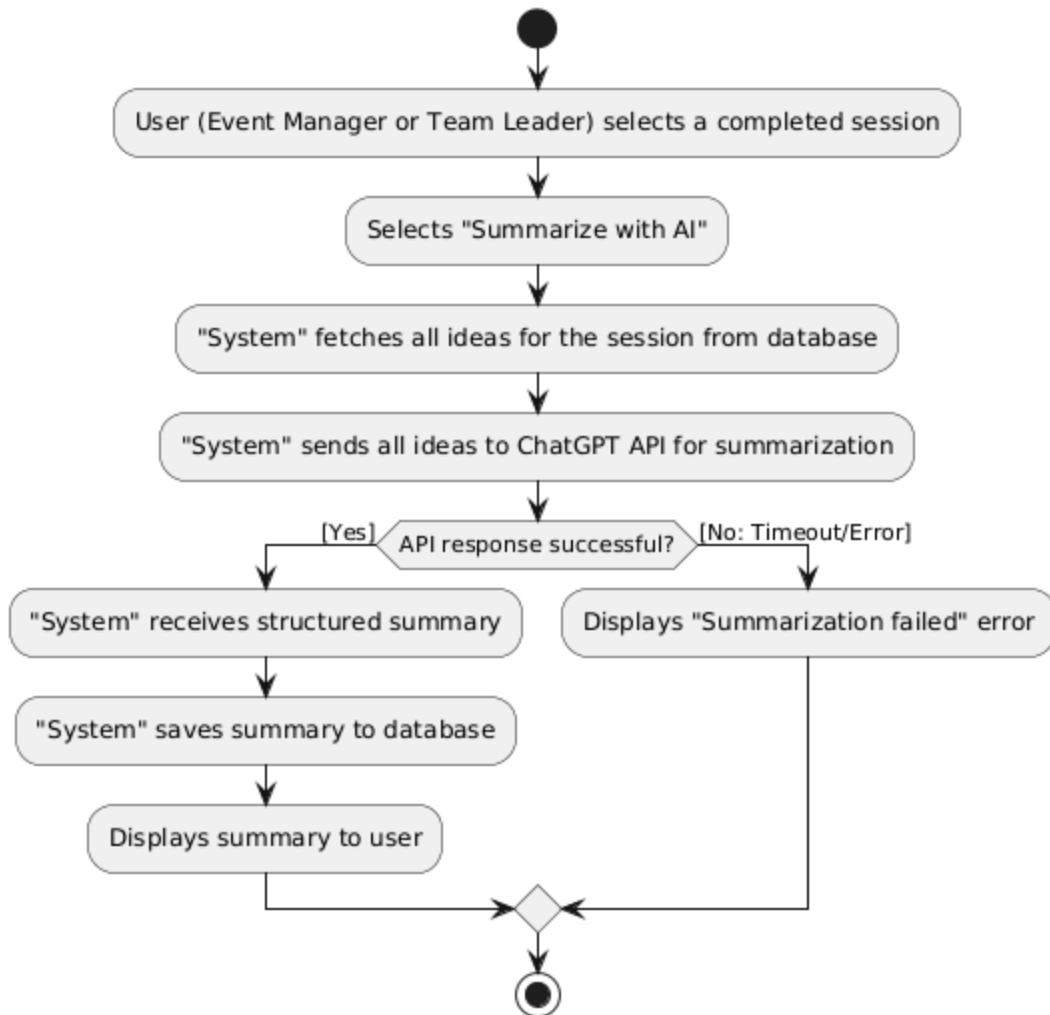 User (Event Manager or Team Leader) selects a completed session
Selects "Summarize with AI"
"System" fetches all ideas for the session from database
"System" sends all ideas to ChatGPT API for summarization
[Yes]
API response successful?
[No: Timeout/Error]
"System" receives structured summary
Displays "Summarization failed" error
"System" saves summary to database
Displays summary to user